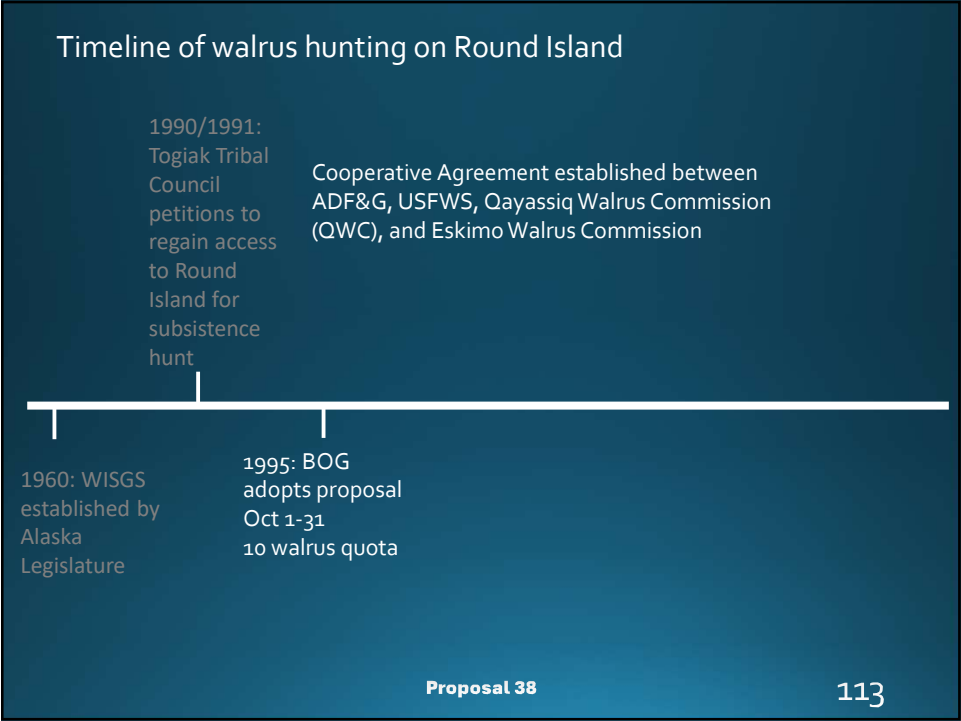 Timeline of walrus hunting on Round Island
1990/1991:
Togiak Tribal
Council
petitions to
regain access
to Round
Island for
subsistence
hunt
Cooperative Agreement established between
ADF&G, USFWS, Qayassiq Walrus Commission
(QWC), and Eskimo Walrus Commission
1960: WISGS
established by
Alaska
Legislature
1995: BOG
adopts proposal
Oct 1-31
10 walrus quota
Proposal 38
113